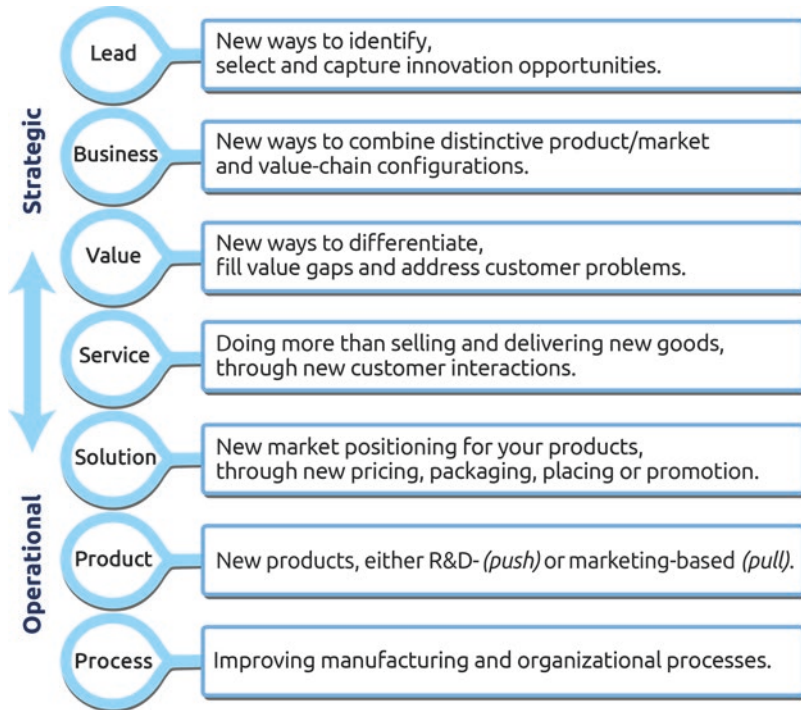 Strategic
Operational
Lead
New ways to identify,
select and capture innovation opportunities.
Business
New ways to combine distinctive product/market
and value-chain configurations.
Value
New ways to differentiate,
fill value gaps and address customer problems.
Service
Doing more than selling and delivering new goods,
through new customer interactions.
Solution
New market positioning for your products,
through new pricing, packaging, placing or promotion.
Product
New products, either R&D- (push) or marketing-based (pull).
Process
Improving manufacturing and organizational processes.